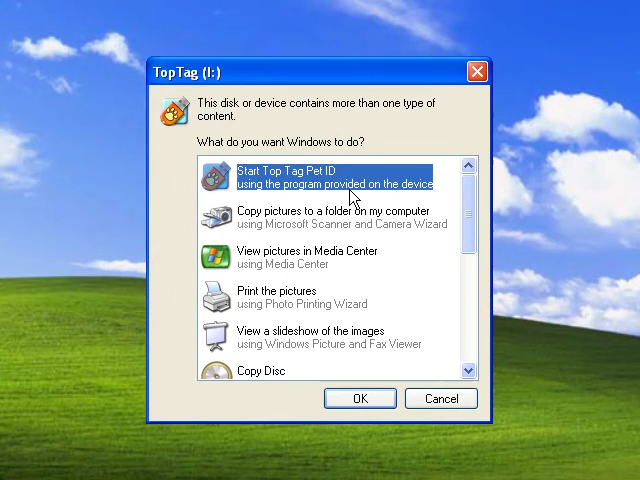 TopTag (I:)
This disk or device contains more than one type of
content.
What do you want Windows to do?
Start Top Tag Pet ID
using the program provided on the device
Copy pictures to a folder on my computer
using Microsoft Scanner and Camera Wizard
View pictures in Media Center
using Media Center
Print the pictures
using Photo Printing Wizard
View a slideshow of the images
using Windows Picture and Fax Viewer
Copy Disc
OK
Cancel